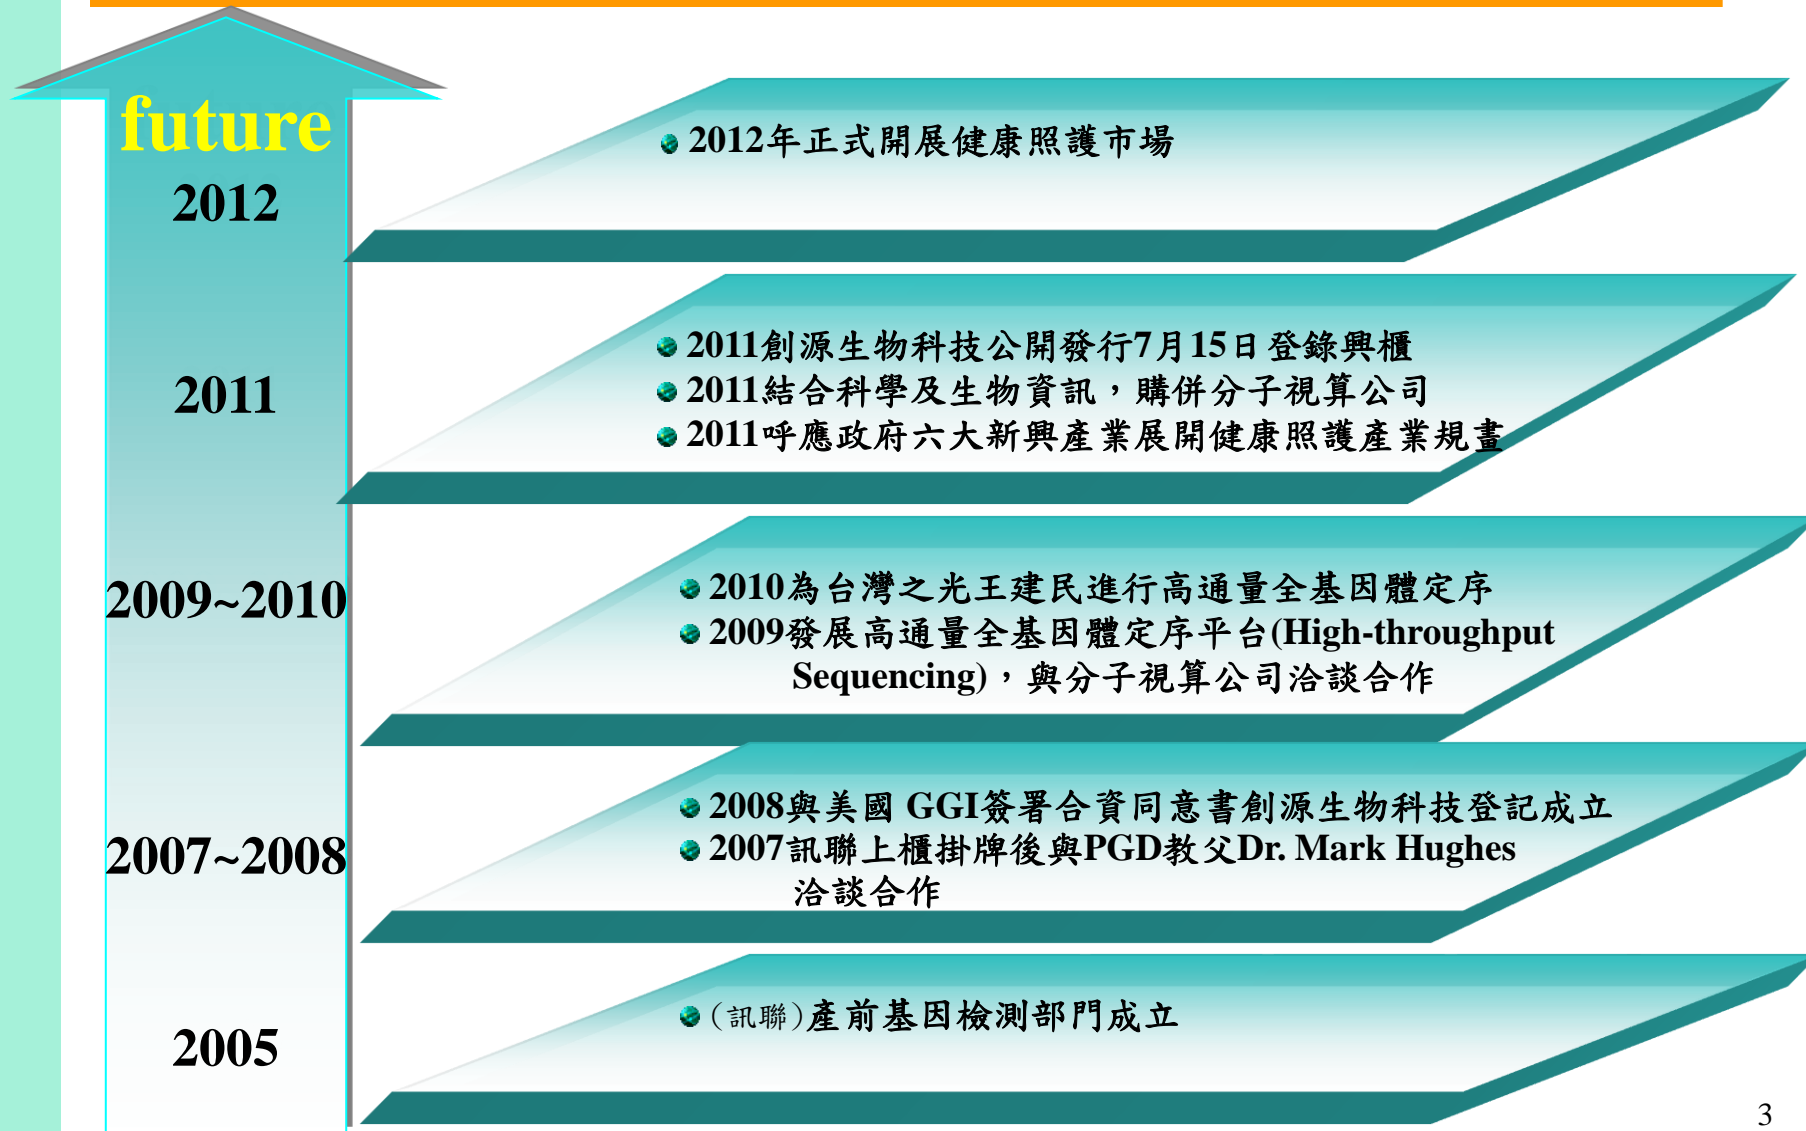 future
2012
2012年正式開展健康照護市場
2011
2011創源生物科技公開發行7月15日登錄興櫃
2011結合科學及生物資訊，購併分子視算公司
2011呼應政府六大新興產業展開健康照護產業規畫
2009~2010
2010為台灣之光王建民進行高通量全基因體定序
2009發展高通量全基因體定序平台(High-throughput
Sequencing)，與分子視算公司洽談合作
2007~2008
2008與美國 GGI簽署合資同意書創源生物科技登記成立
2007訊聯上櫃掛牌後與PGD教父Dr. Mark Hughes
洽談合作
2005
(訊聯)產前基因檢測部門成立
3